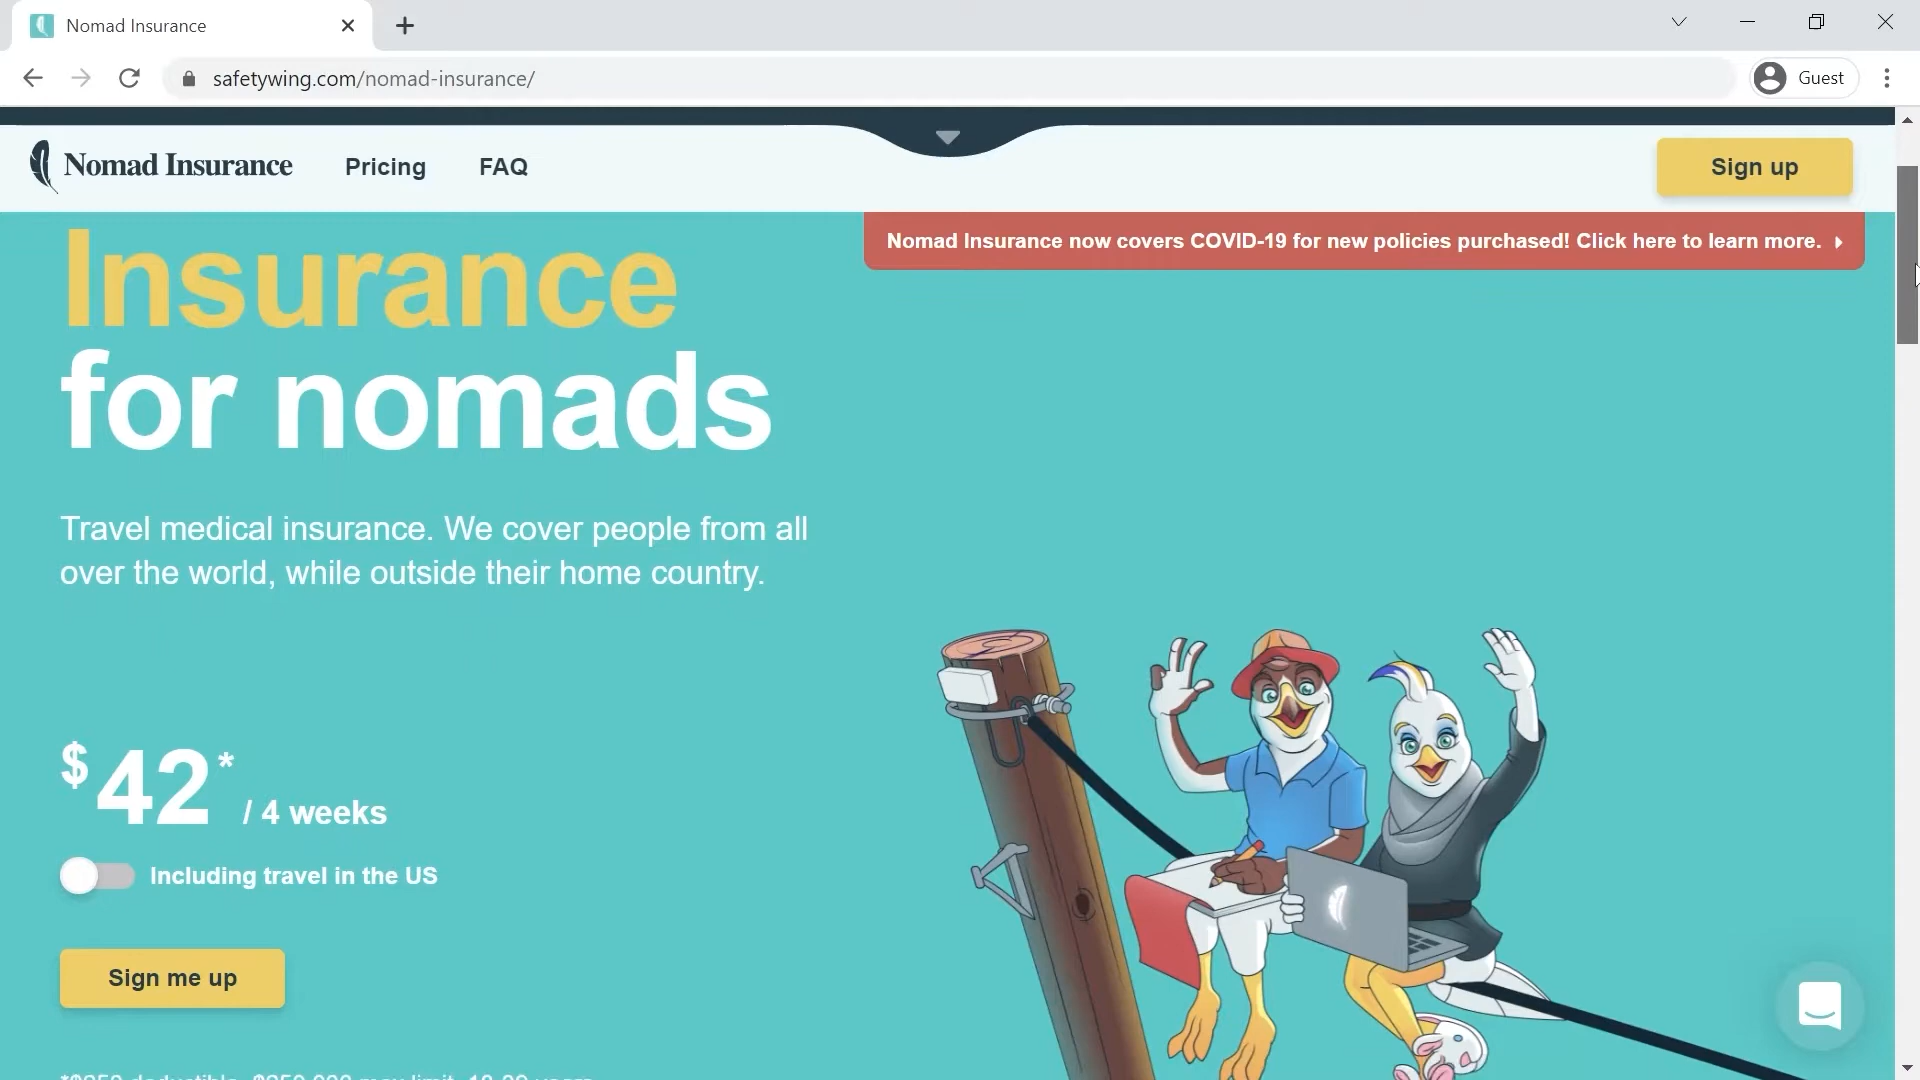 Nomad Insurance
safetywing.com/nomad-insurance/
Guest
Nomad Insurance
Pricing
FAQ
Sign up
Nomad Insurance now covers COVID-19 for new policies purchased! Click here to learn more.
Insurance
for nomads
Travel medical insurance. We cover people from all
over the world, while outside their home country.
$42* / 4 weeks
Including travel in the US
Sign me up